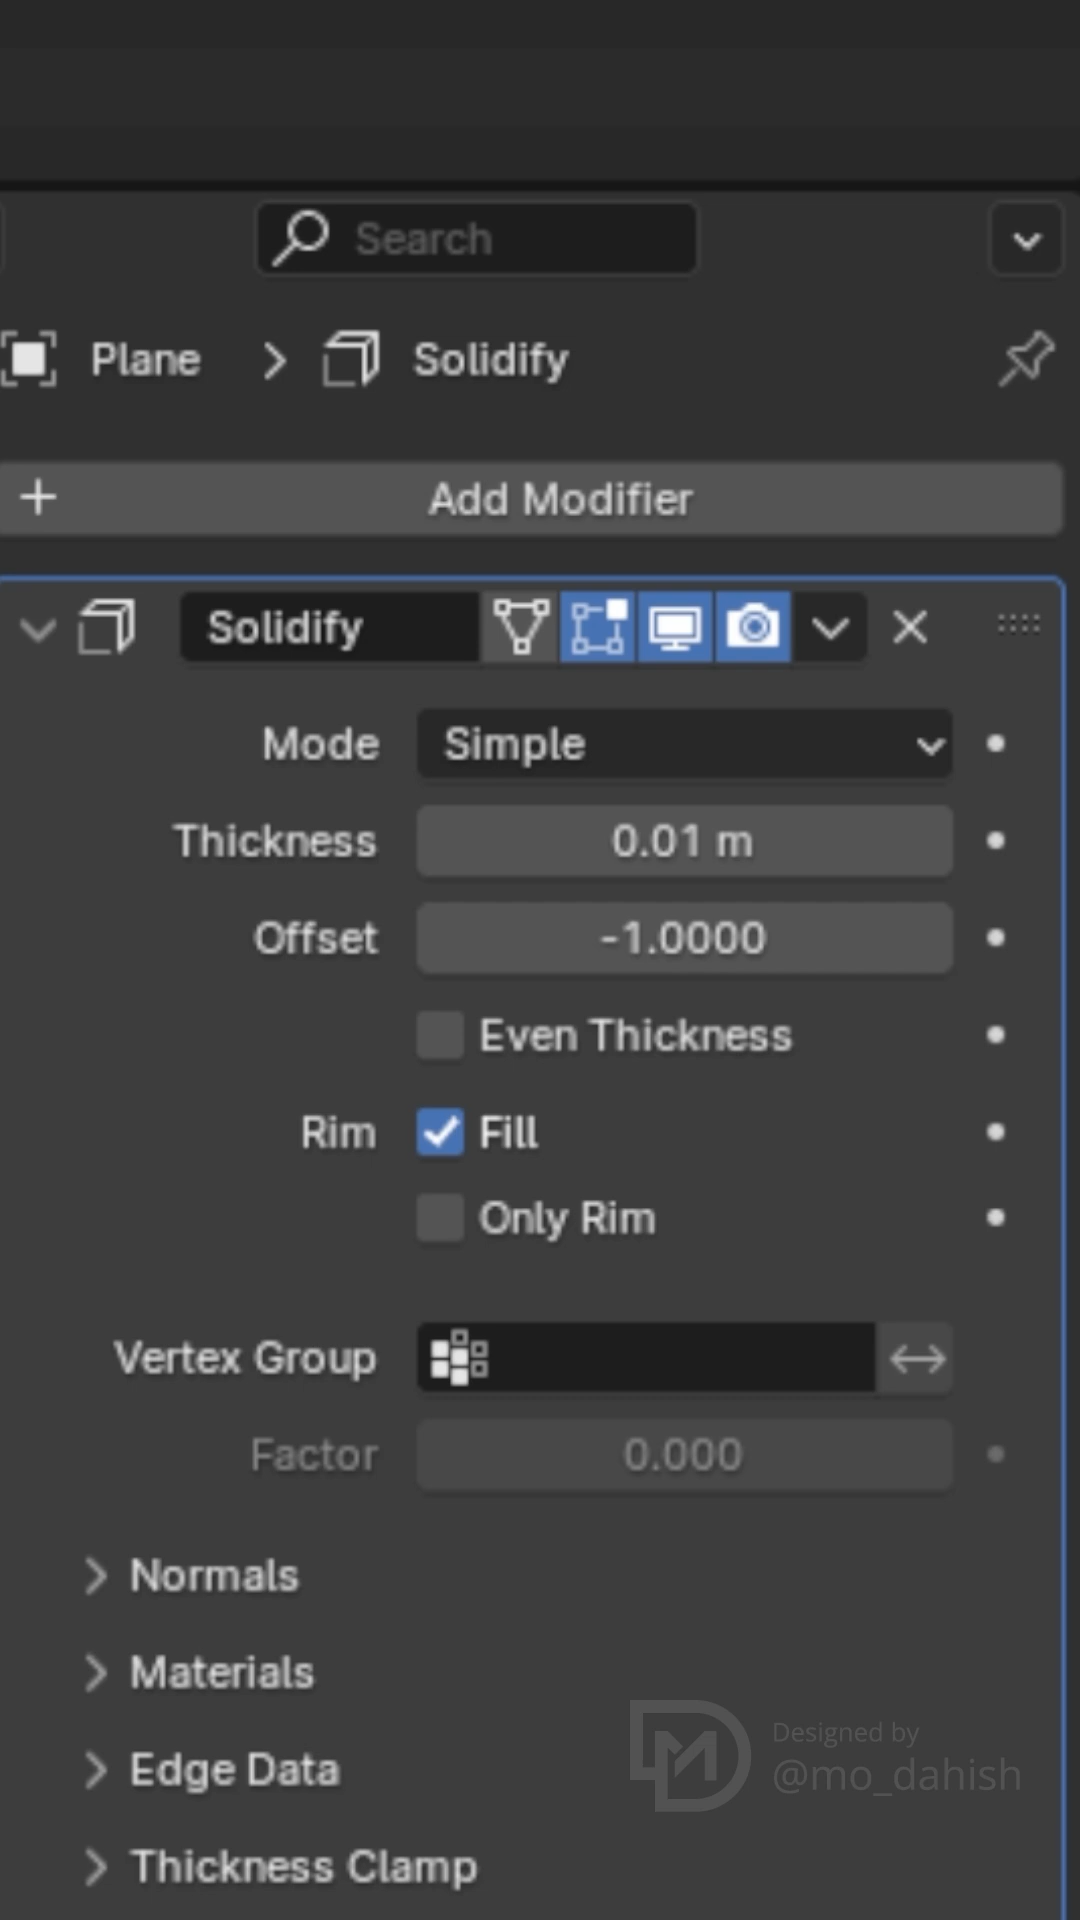 Search
Plane > Solidify
+ Add Modifier
Solidify
Mode Simple
Thickness 0.01 m
Offset -1.0000
Even Thickness
Rim Fill
Only Rim
Vertex Group
Factor 0.000
Normals
Materials
Edge Data
Designed by
@mo_dahish
Thickness Clamp